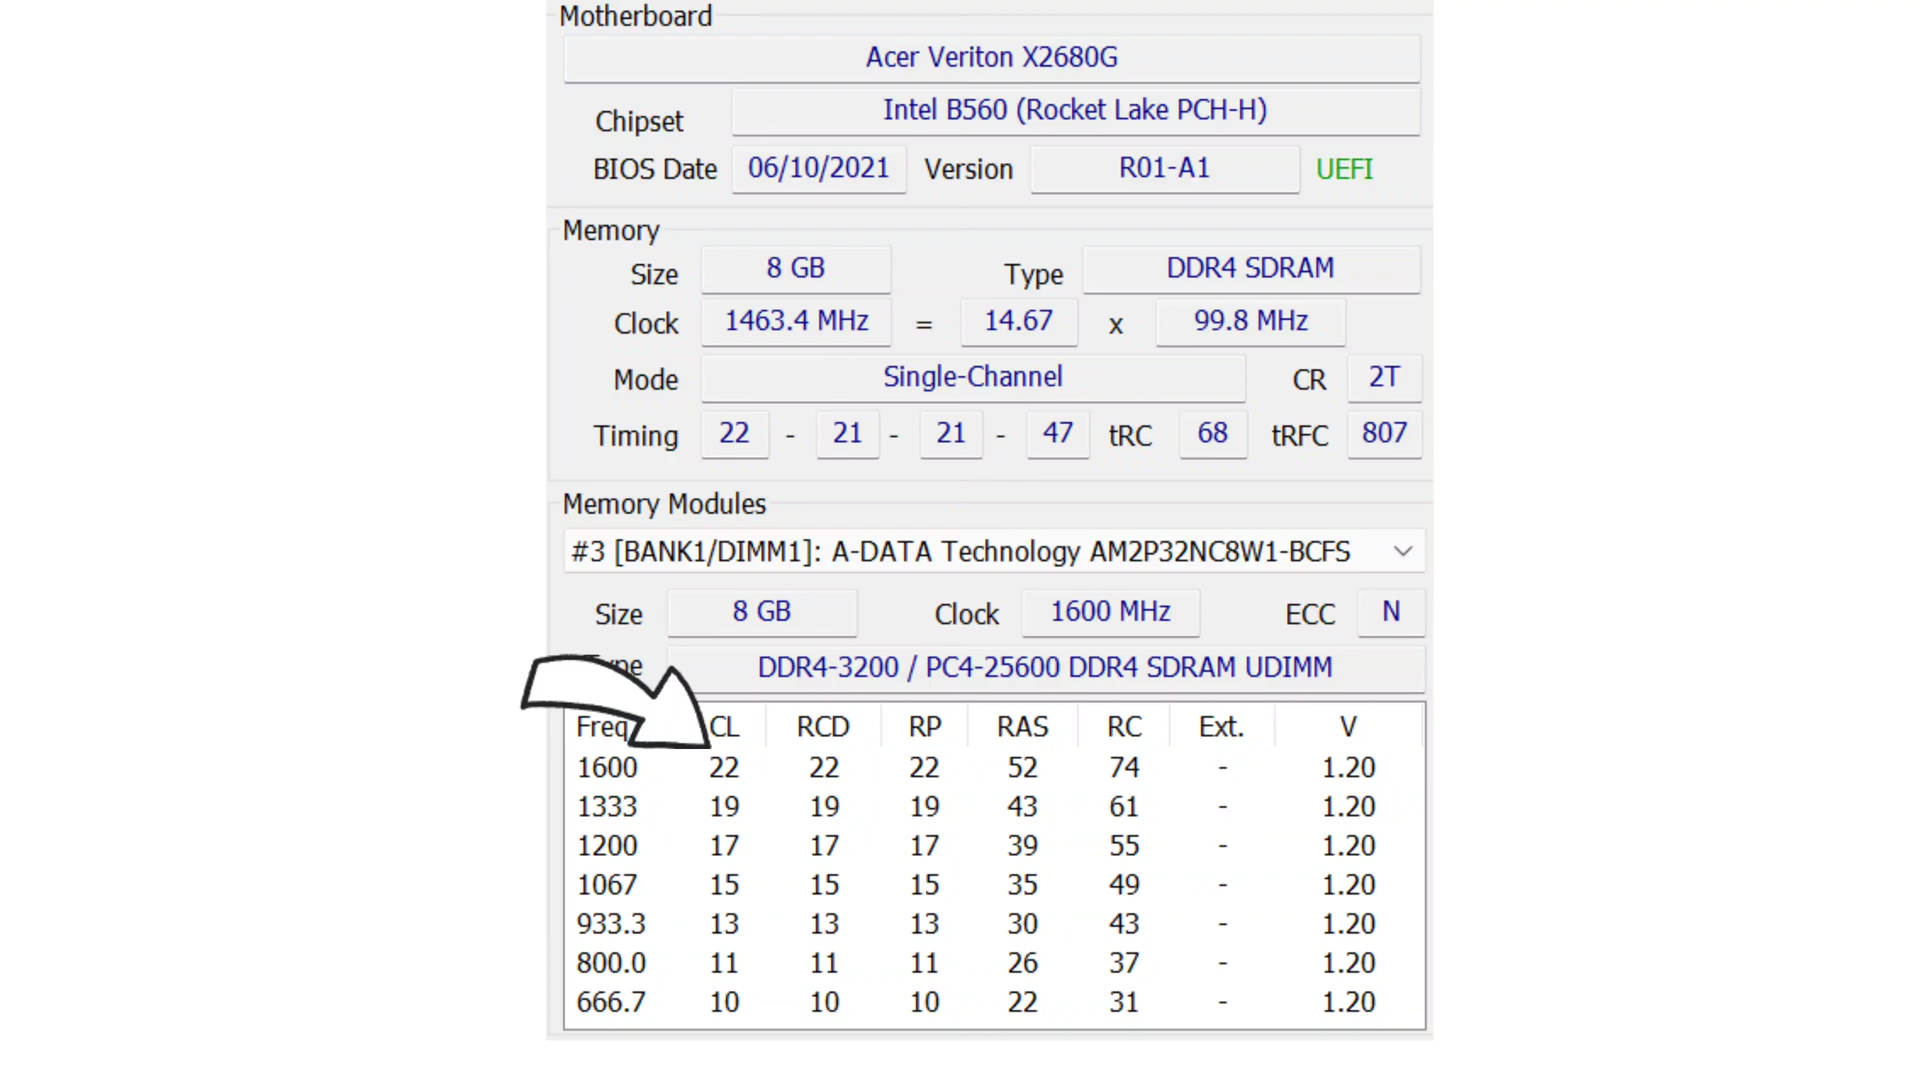 Motherboard
Acer Veriton X2680G
Chipset Intel B560 (Rocket Lake PCH-H)
BIOS Date 06/10/2021 Version R01-A1 UEFI
Memory
Size 8 GB Type DDR4 SDRAM
Clock 1463.4 MHz = 14.67 x 99.8 MHz
Mode Single-Channel CR 2T
Timing 22 - 21 - 21 - 47 tRC 68 tRFC 807
Memory Modules
#3 [BANK1/DIMM1]: A-DATA Technology AM2P32NC8W1-BCFS
Size 8 GB Clock 1600 MHz ECC N
Type DDR4-3200 / PC4-25600 DDR4 SDRAM UDIMM
Freq CL RCD RP RAS RC Ext. V
1600 22 22 22 52 74 - 1.20
1333 19 19 19 43 61 - 1.20
1200 17 17 17 39 55 - 1.20
1067 15 15 15 35 49 - 1.20
933.3 13 13 13 30 43 - 1.20
800.0 11 11 11 26 37 - 1.20
666.7 10 10 10 22 31 - 1.20